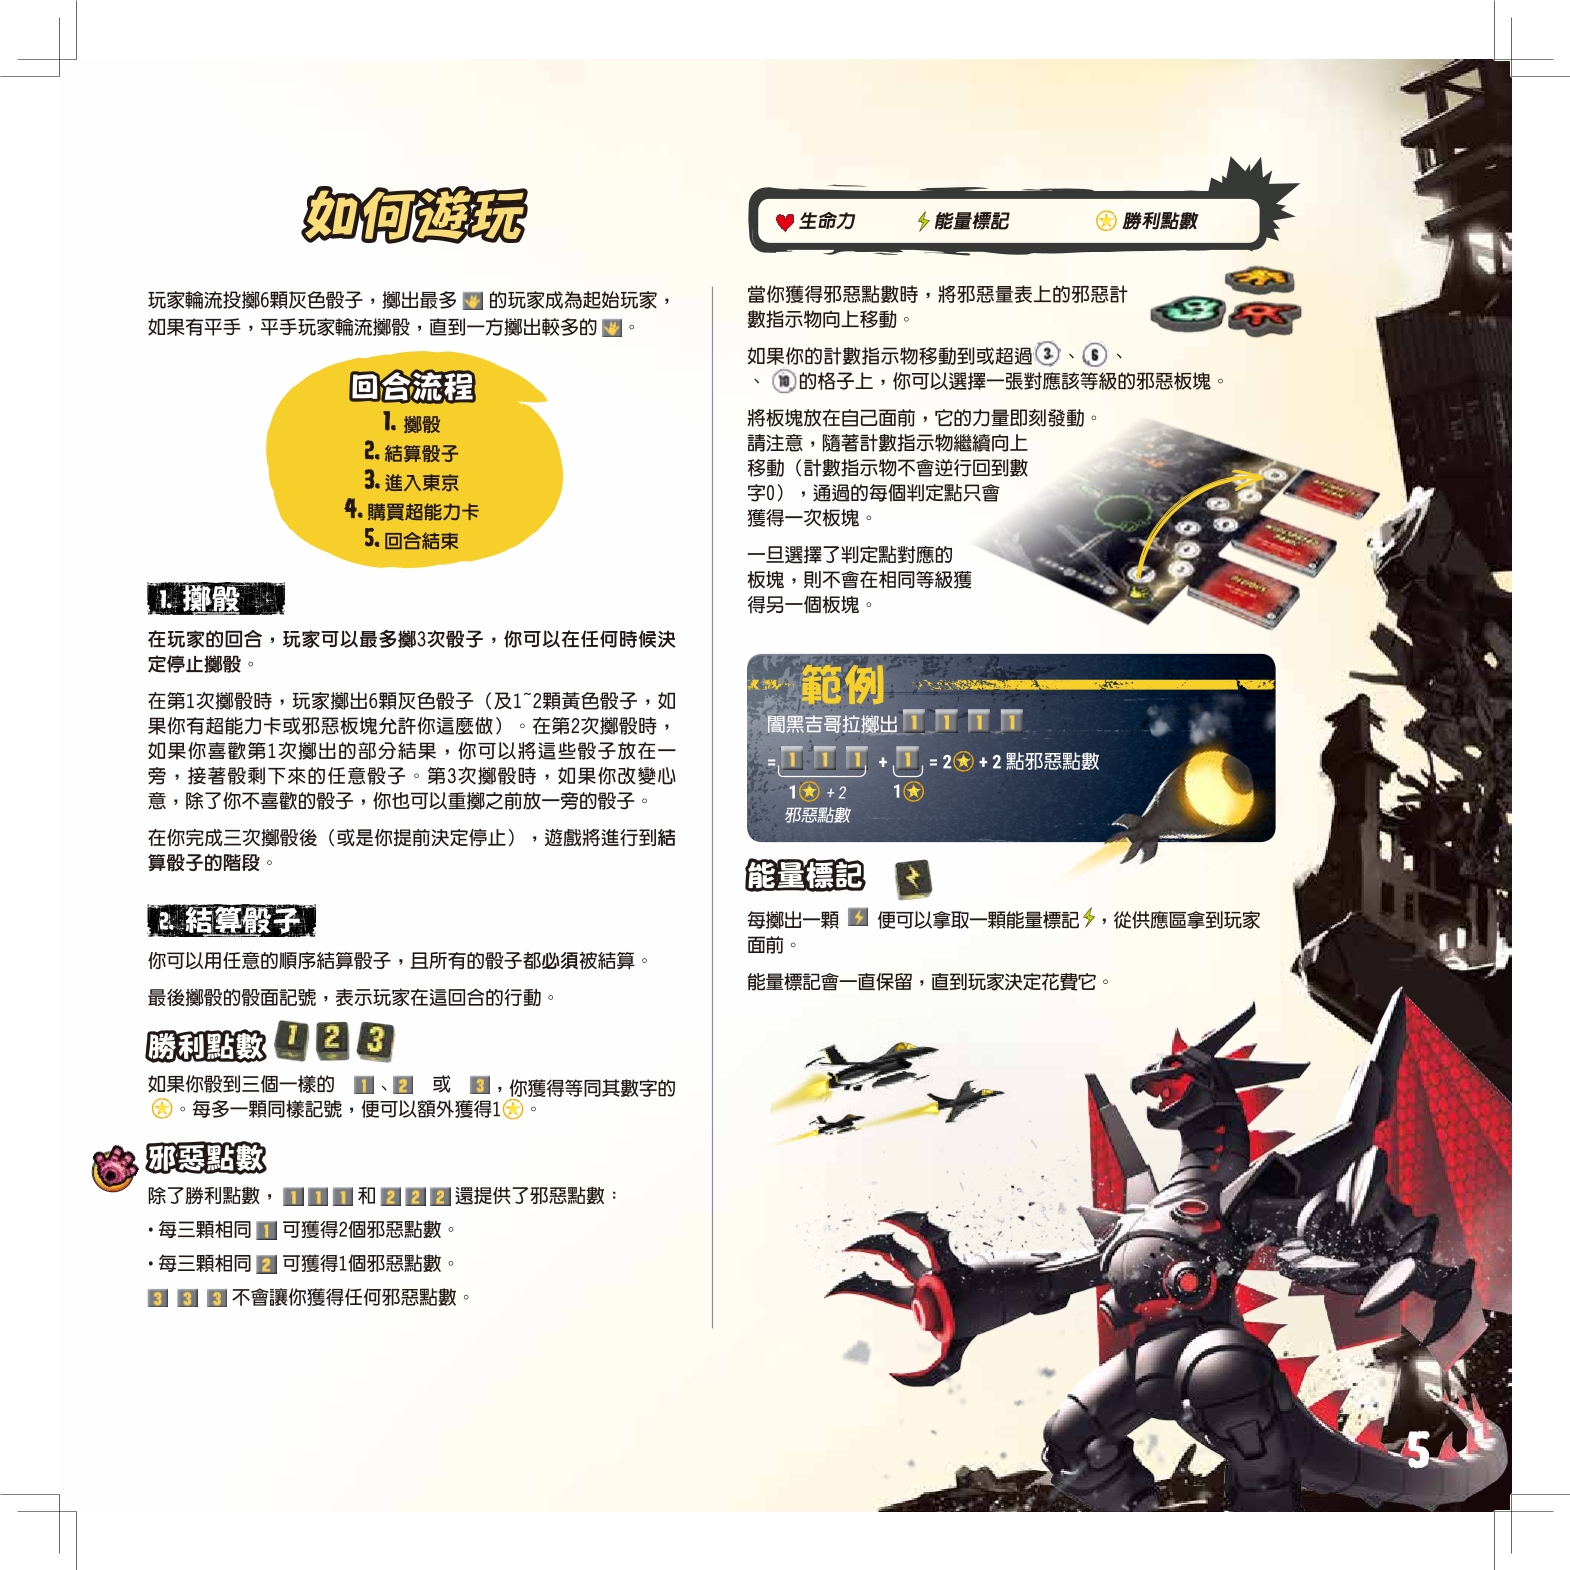 如何遊玩
玩家輪流投擲6顆灰色骰子，擲出最多 的玩家成為起始玩家，
如果有平手，平手玩家輪流擲骰，直到一方擲出較多的 。
回合流程
1. 擲骰
2. 結算骰子
3. 進入東京
4. 購買超能力卡
5. 回合結束
1. 擲骰
在玩家的回合，玩家可以最多擲3次骰子，你可以在任何時候決
定停止擲骰。
在第1次擲骰時，玩家擲出6顆灰色骰子（及1~2顆黃色骰子，如
果你有超能力卡或邪惡板塊允許你這麼做）。在第2次擲骰時，
如果你喜歡第1次擲出的部分結果，你可以將這些骰子放在一
旁，接著骰剩下來的任意骰子。第3次擲骰時，如果你改變心
意，除了你不喜歡的骰子，你也可以重擲之前放一旁的骰子。
在你完成三次擲骰後（或是你提前決定停止），遊戲將進行到結
算骰子的階段。
2. 結算骰子
你可以用任意的順序結算骰子，且所有的骰子都必須被結算。
最後擲骰的骰面記號，表示玩家在這回合的行動。
勝利點數 1 2 3
如果你骰到三個一樣的 1、2 或 3，你獲得等同其數字的
。每多一顆同樣記號，便可以額外獲得1 。
邪惡點數
除了勝利點數， 1 1 1 和 2 2 2 還提供了邪惡點數：
• 每三顆相同 1 可獲得2個邪惡點數。
• 每三顆相同 2 可獲得1個邪惡點數。
3 3 3 不會讓你獲得任何邪惡點數。
生命力 能量標記 勝利點數
當你獲得邪惡點數時，將邪惡量表上的邪惡計
數指示物向上移動。
如果你的計數指示物移動到或超過 3 、 6 、
、 10 的格子上，你可以選擇一張對應該等級的邪惡板塊。
將板塊放在自己面前，它的力量即刻發動。
請注意，隨著計數指示物繼續向上
移動（計數指示物不會逆行回到數
字0），通過的每個判定點只會
獲得一次板塊。
一旦選擇了判定點對應的
板塊，則不會在相同等級獲
得另一個板塊。
範例
闇黑吉哥拉擲出 1 1 1 1
= 1 1 1 + 1 = 2 + 2 點邪惡點數
1 + 2 1
邪惡點數
能量標記
每擲出一顆 便可以拿取一顆能量標記 ，從供應區拿到玩家
面前。
能量標記會一直保留，直到玩家決定花費它。
5